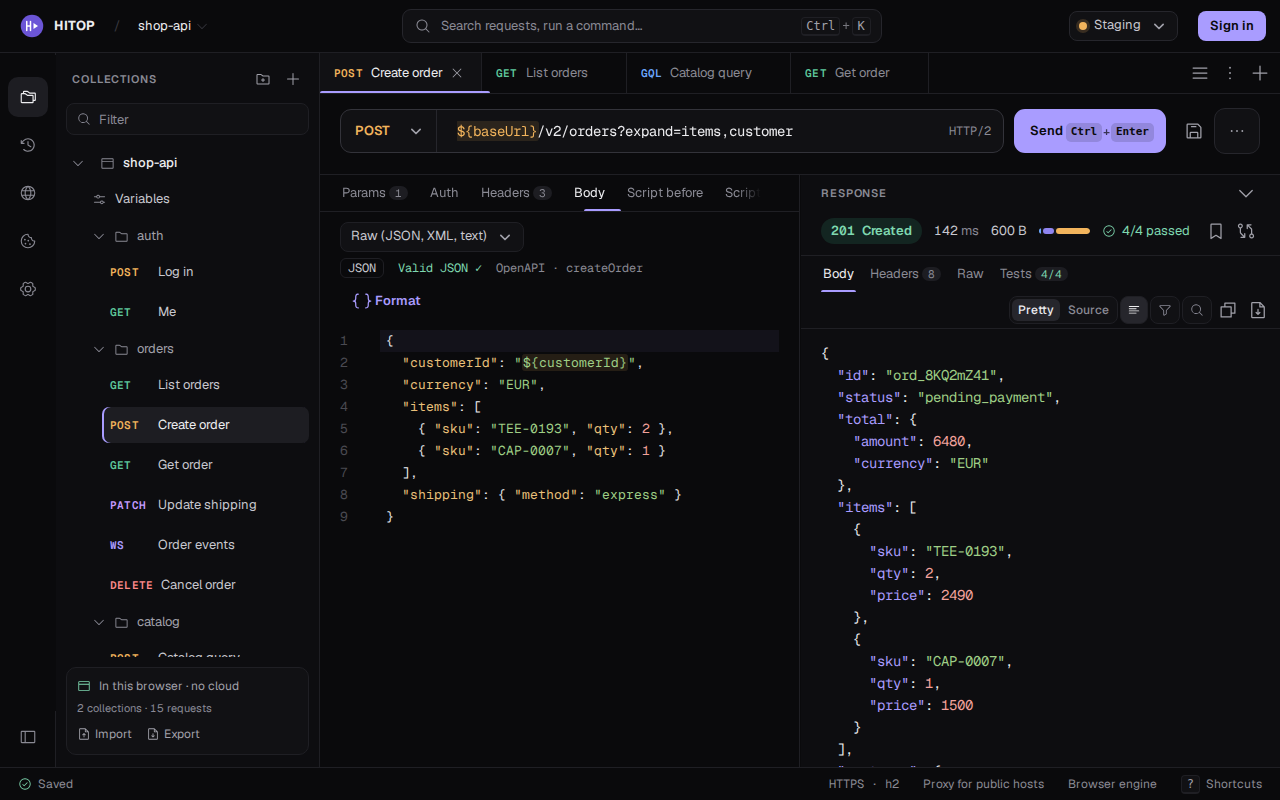 HITOP / shop-api
Search requests, run a command... Ctrl + K
Staging
Sign in
COLLECTIONS
Filter
shop-api
Variables
auth
POST Log in
GET Me
orders
GET List orders
POST Create order
GET Get order
PATCH Update shipping
WS Order events
DELETE Cancel order
catalog
POST Catalog query
In this browser · no cloud
2 collections · 15 requests
Import Export
POST Create order
GET List orders
GQL Catalog query
GET Get order
POST ${baseUrl}/v2/orders?expand=items,customer HTTP/2
Send Ctrl + Enter
Params 1 Auth Headers 3 Body Script before Scrip
Raw (JSON, XML, text)
JSON Valid JSON ✓ OpenAPI · createOrder
{ } Format
1 {
2 "customerId": "${customerId}",
3 "currency": "EUR",
4 "items": [
5 { "sku": "TEE-0193", "qty": 2 },
6 { "sku": "CAP-0007", "qty": 1 }
7 ],
8 "shipping": { "method": "express" }
9 }
RESPONSE
201 Created 142 ms 600 B 4/4 passed
Body Headers 8 Raw Tests 4/4
Pretty Source
{
"id": "ord_8KQ2mZ41",
"status": "pending_payment",
"total": {
"amount": 6480,
"currency": "EUR"
},
"items": [
{
"sku": "TEE-0193",
"qty": 2,
"price": 2490
},
{
"sku": "CAP-0007",
"qty": 1,
"price": 1500
}
],
Saved
HTTPS · h2 Proxy for public hosts Browser engine ? Shortcuts